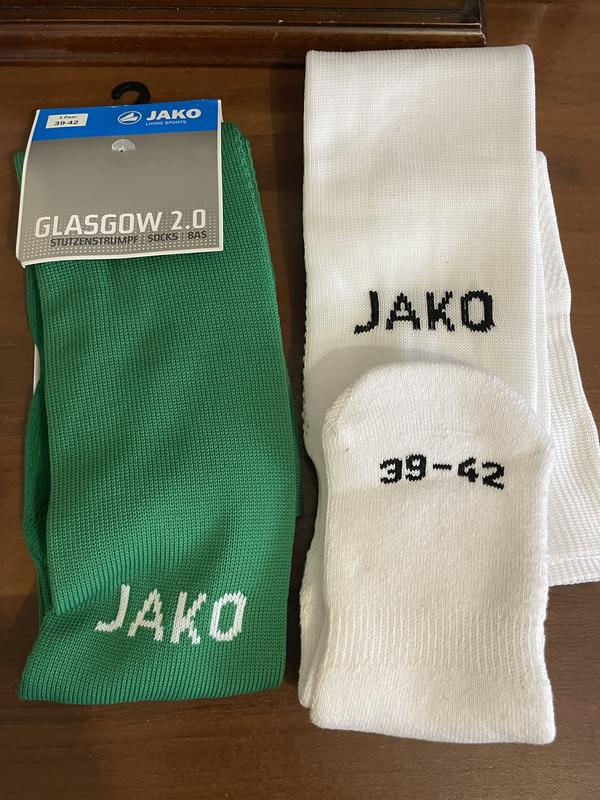 1 Paar
39-42
JAKO
LIVING SPORTS
GLASGOW 2.0
STUTZENSTRUMPF | SOCKS | BAS
JAKO
JAKO
39-42